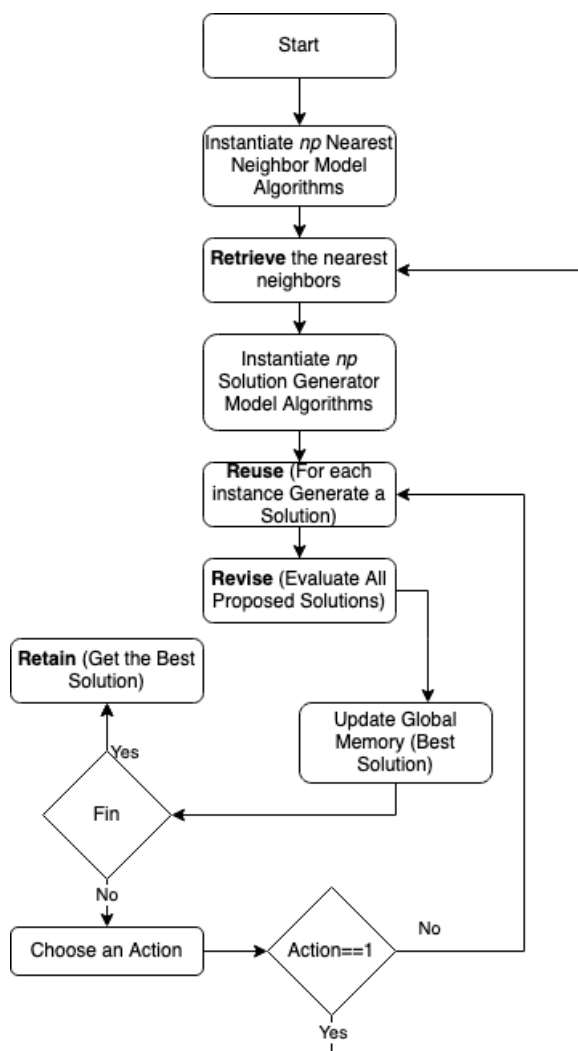 Start
Instantiate np Nearest
Neighbor Model
Algorithms
Retrieve the nearest
neighbors
Instantiate np
Solution Generator
Model Algorithms
Reuse (For each
instance Generate a
Solution)
Revise (Evaluate All
Proposed Solutions)
Retain (Get the Best
Solution)
Update Global
Memory (Best
Solution)
Yes
Fin
No
Choose an Action
Action==1
No
Yes